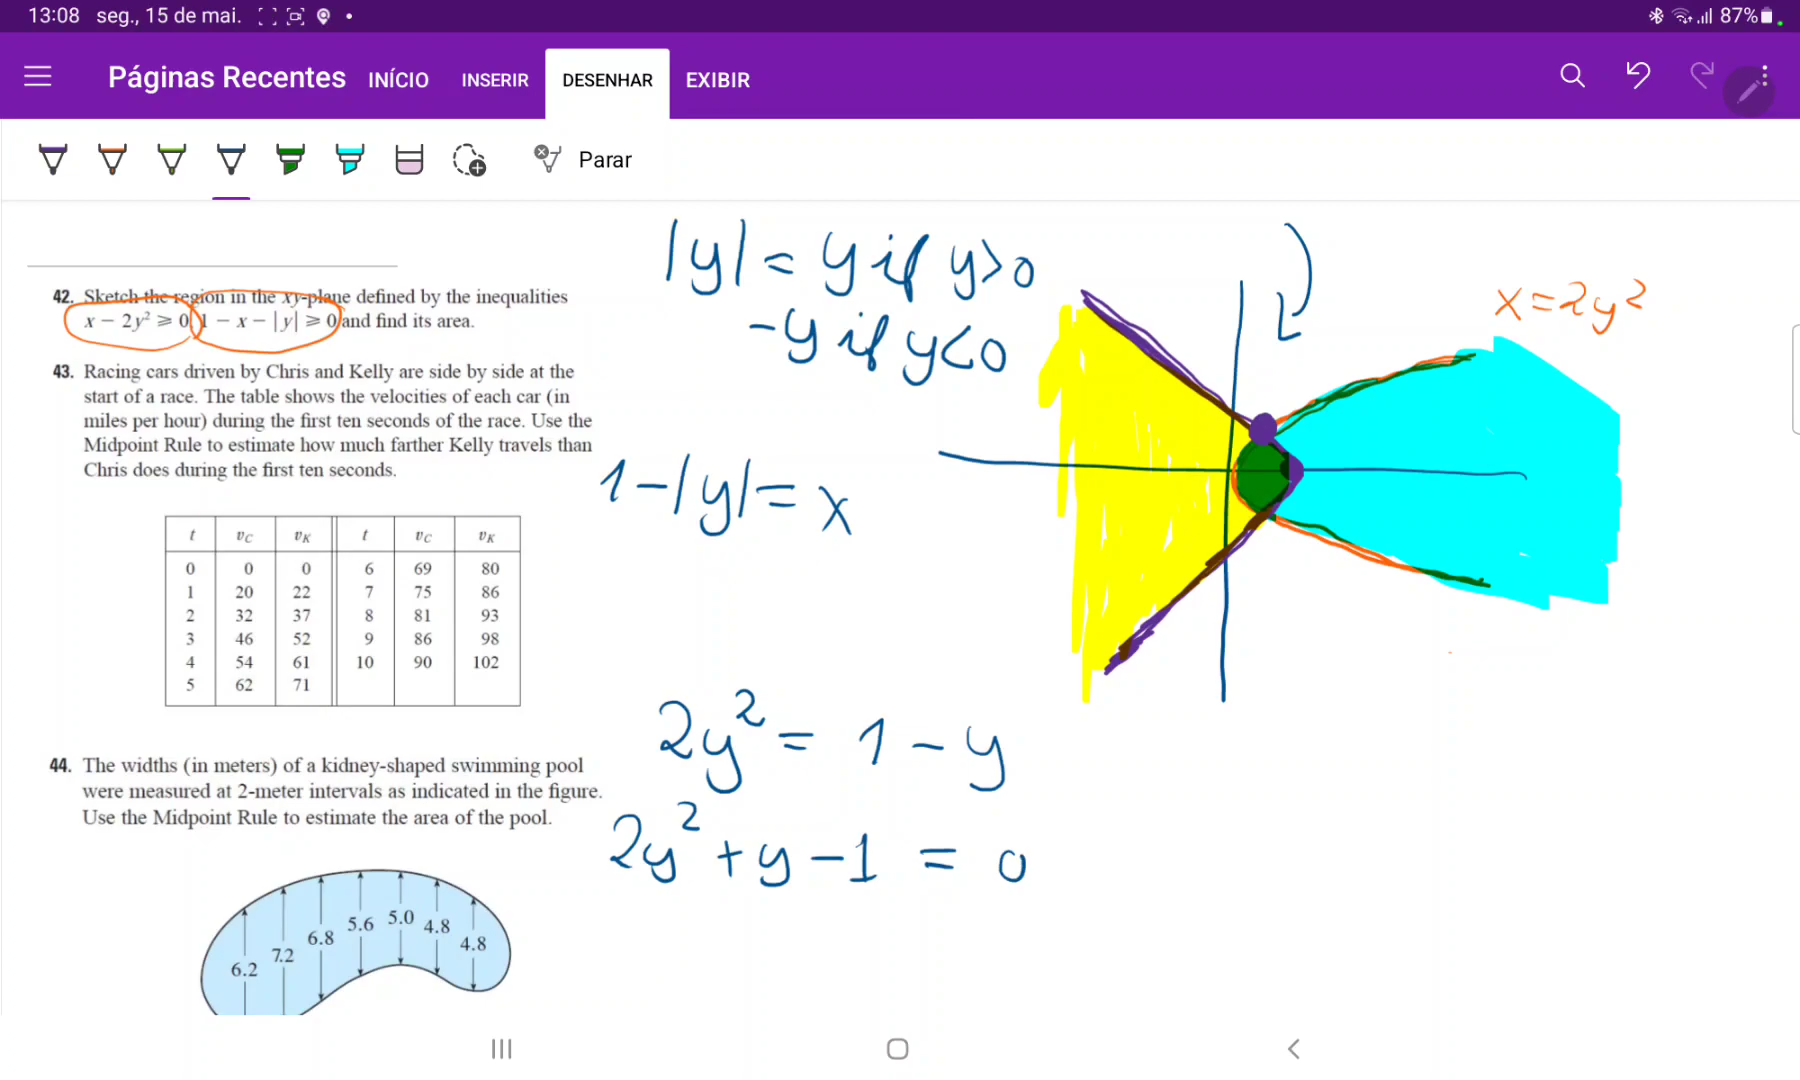 13:08 seg., 15 de mai.
87%
Páginas Recentes INÍCIO INSERIR DESENHAR EXIBIR
Parar
42. Sketch the region in the xy-plane defined by the inequalities
x − 2y² ⩾ 0, 1 − x − |y| ⩾ 0 and find its area.
43. Racing cars driven by Chris and Kelly are side by side at the
start of a race. The table shows the velocities of each car (in
miles per hour) during the first ten seconds of the race. Use the
Midpoint Rule to estimate how much farther Kelly travels than
Chris does during the first ten seconds.
t vC vK t vC vK
0 0 0 6 69 80
1 20 22 7 75 86
2 32 37 8 81 93
3 46 52 9 86 98
4 54 61 10 90 102
5 62 71
44. The widths (in meters) of a kidney-shaped swimming pool
were measured at 2-meter intervals as indicated in the figure.
Use the Midpoint Rule to estimate the area of the pool.
6.2 7.2 6.8 5.6 5.0 4.8 4.8
|y| = y if y>0
-y if y<0
1-|y| = x
2y² = 1 - y
2y² + y - 1 = 0
x = 2y²